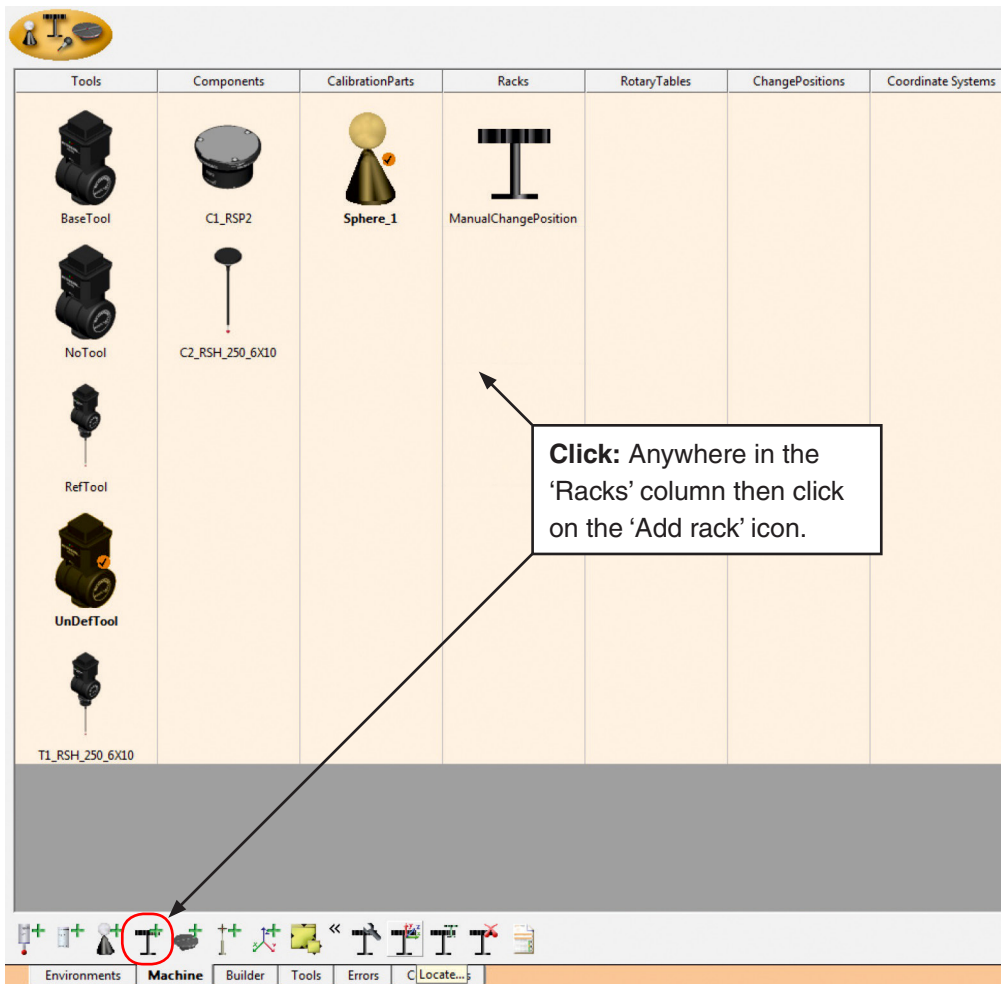 Tools Components CalibrationParts Racks RotaryTables ChangePositions Coordinate Systems
BaseTool C1_RSP2 Sphere_1 ManualChangePosition
NoTool C2_RSH_250_6X10
Click: Anywhere in the
‘Racks’ column then click
on the ‘Add rack’ icon.
RefTool
UnDefTool
T1_RSH_250_6X10
«
Environments Machine Builder Tools Errors Locate...